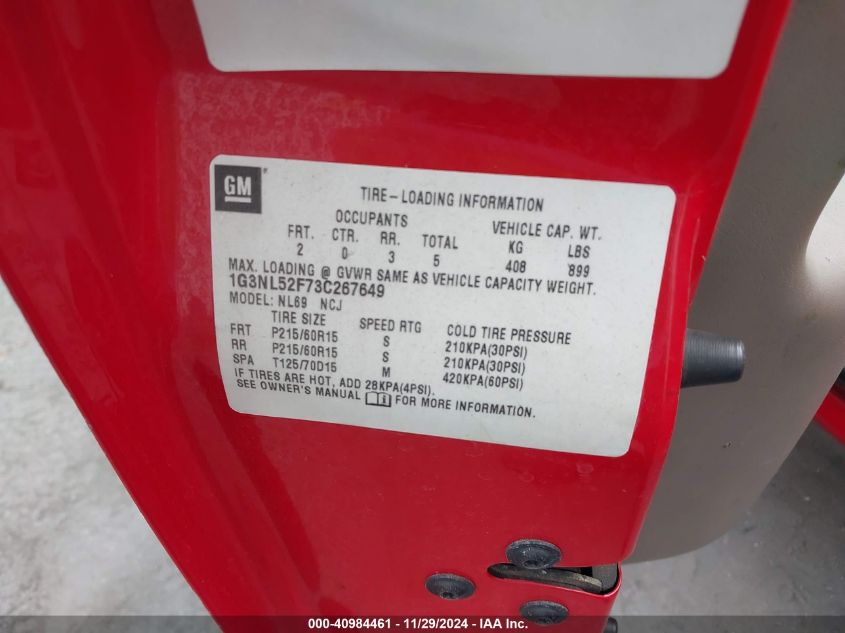 GM
TIRE-LOADING INFORMATION
OCCUPANTS VEHICLE CAP. WT.
FRT. CTR. RR. TOTAL KG LBS
2 0 3 5 408 899
MAX. LOADING @ GVWR SAME AS VEHICLE CAPACITY WEIGHT.
1G3NL52F73C267649
MODEL: NL69 NCJ
TIRE SIZE SPEED RTG COLD TIRE PRESSURE
FRT P215/60R15 S 210KPA(30PSI)
RR P215/60R15 S 210KPA(30PSI)
SPA T125/70D15 M 420KPA(60PSI)
IF TIRES ARE HOT, ADD 28KPA(4PSI).
SEE OWNER'S MANUAL FOR MORE INFORMATION.
000-40984461 - 11/29/2024 - IAA Inc.